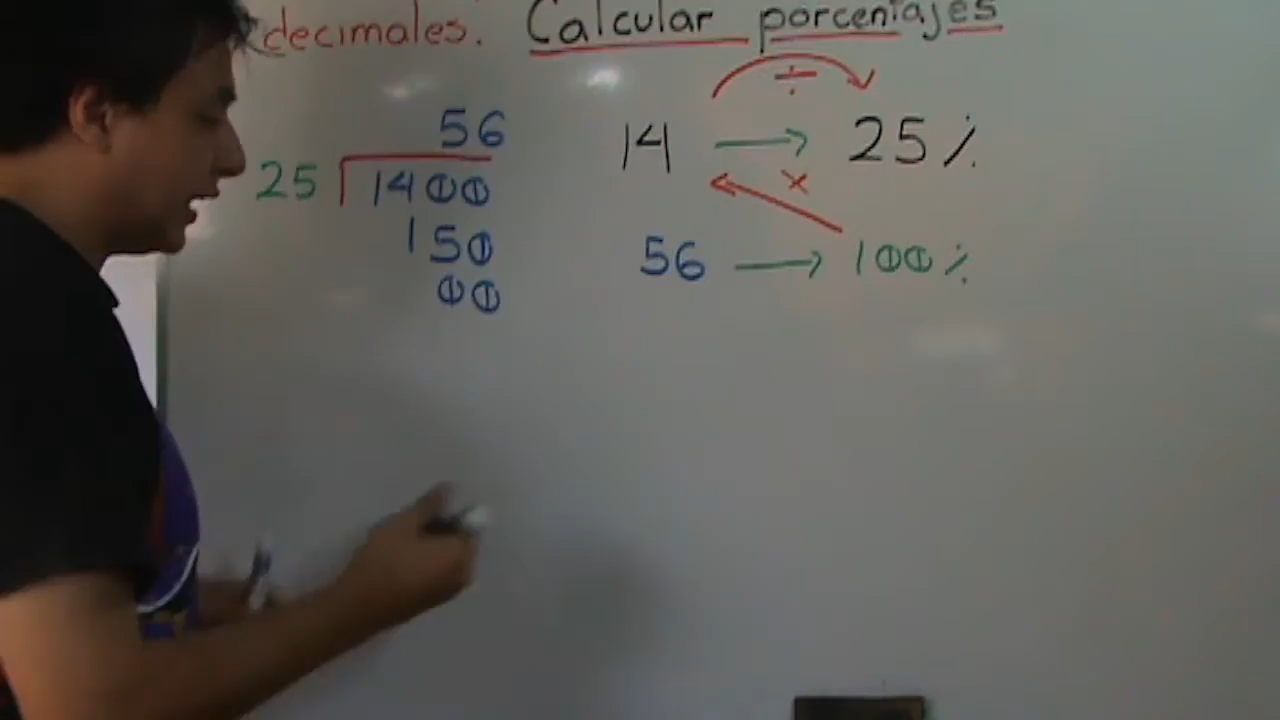 decimales. Calcular porcentajes
÷
56 14 → 25%
25 1400 ×
150 56 → 100%
00